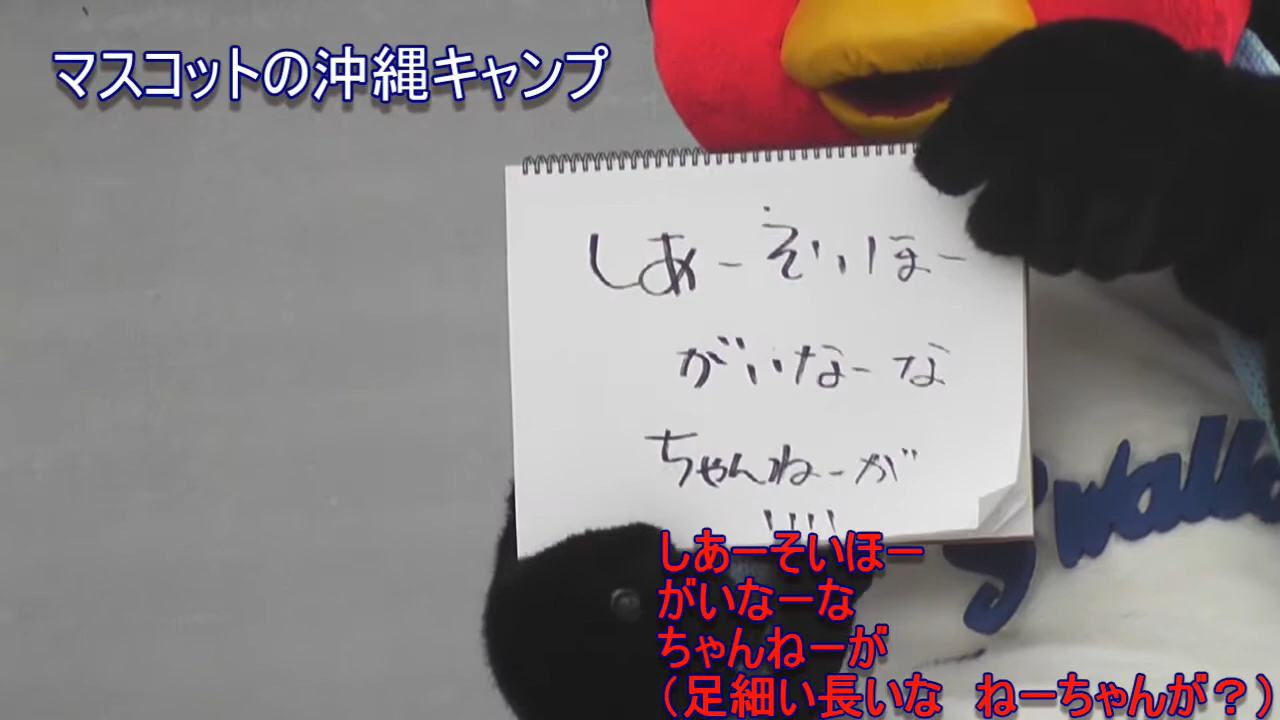 マスコットの沖縄キャンプ
しあーそいほー
がいなーな
ちゃんねーが
!!!!
Swallo
しあーそいほー
がいなーな
ちゃんねーが
(足細い長いな ねーちゃんが?)